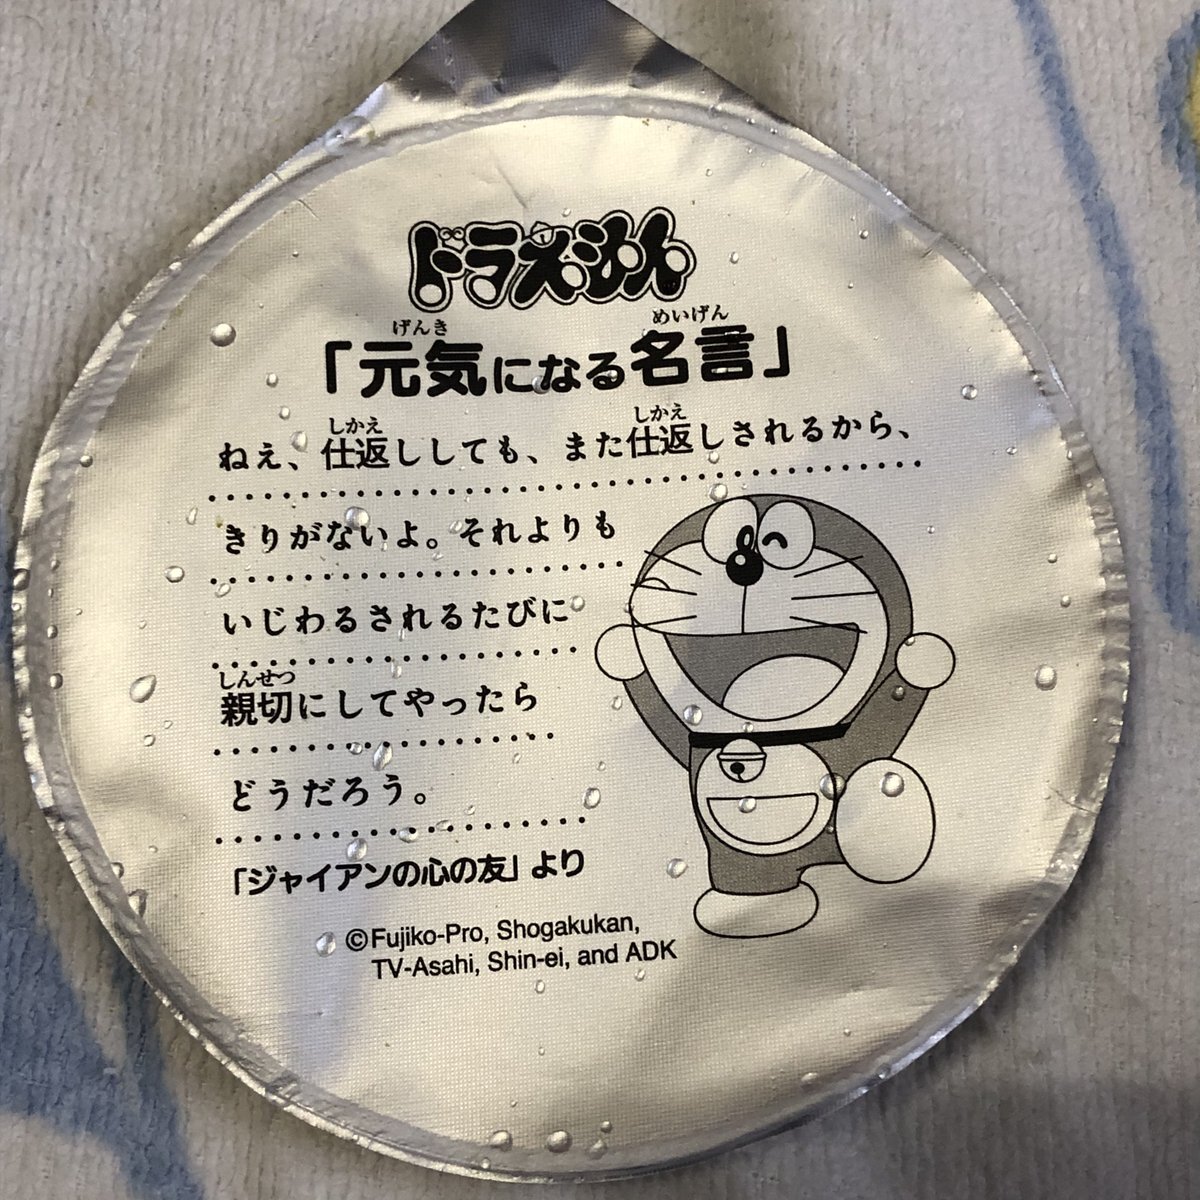 ドラえもん
げんき めいげん
「元気になる名言」
しかえ しかえ
ねえ、仕返ししても、また仕返しされるから、
きりがないよ。それよりも
いじわるされるたびに
しんせつ
親切にしてやったら
どうだろう。
「ジャイアンの心の友」より
©Fujiko-Pro, Shogakukan,
TV-Asahi, Shin-ei, and ADK